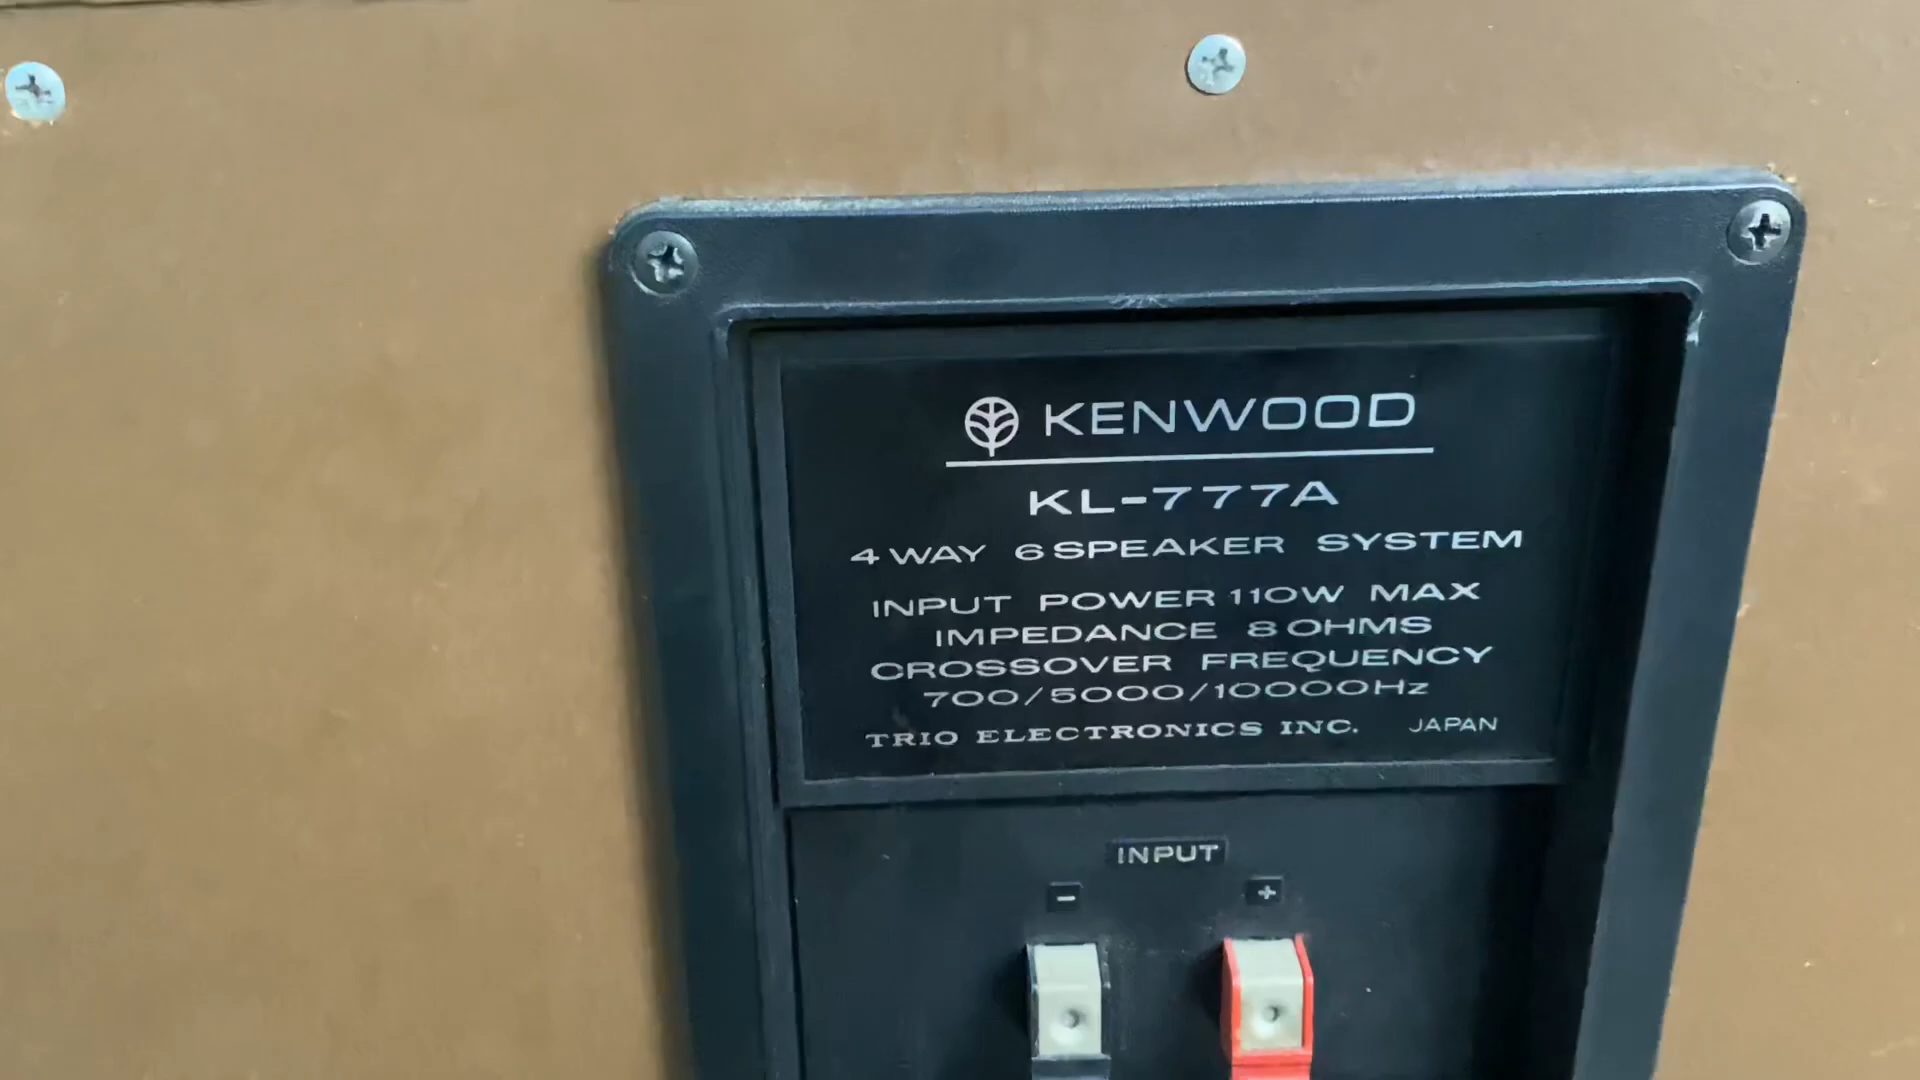 KENWOOD
KL-777A
4 WAY 6 SPEAKER SYSTEM
INPUT POWER 110W MAX
IMPEDANCE 8 OHMS
CROSSOVER FREQUENCY
700/5000/10000Hz
TRIO ELECTRONICS INC. JAPAN
INPUT
- +